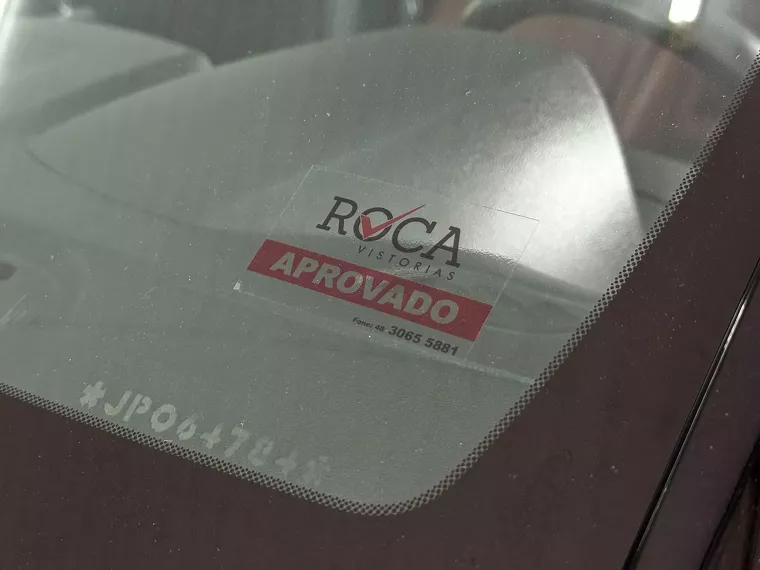 ROCA
VISTORIAS
APROVADO
Fone: 48 3065 5881